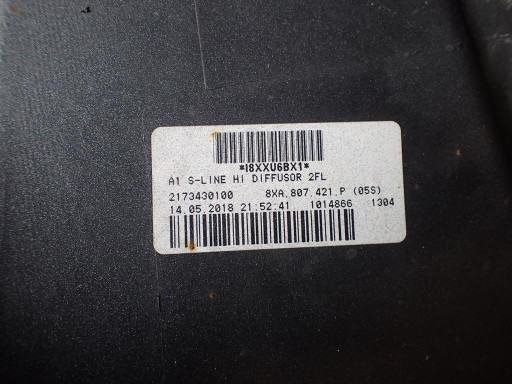 *I8XXU6BX1*
A1 S-LINE HI DIFFUSOR 2FL
2173430100 8XA.807.421.P (05S)
14.05.2018 21:52:41 1014866 1304